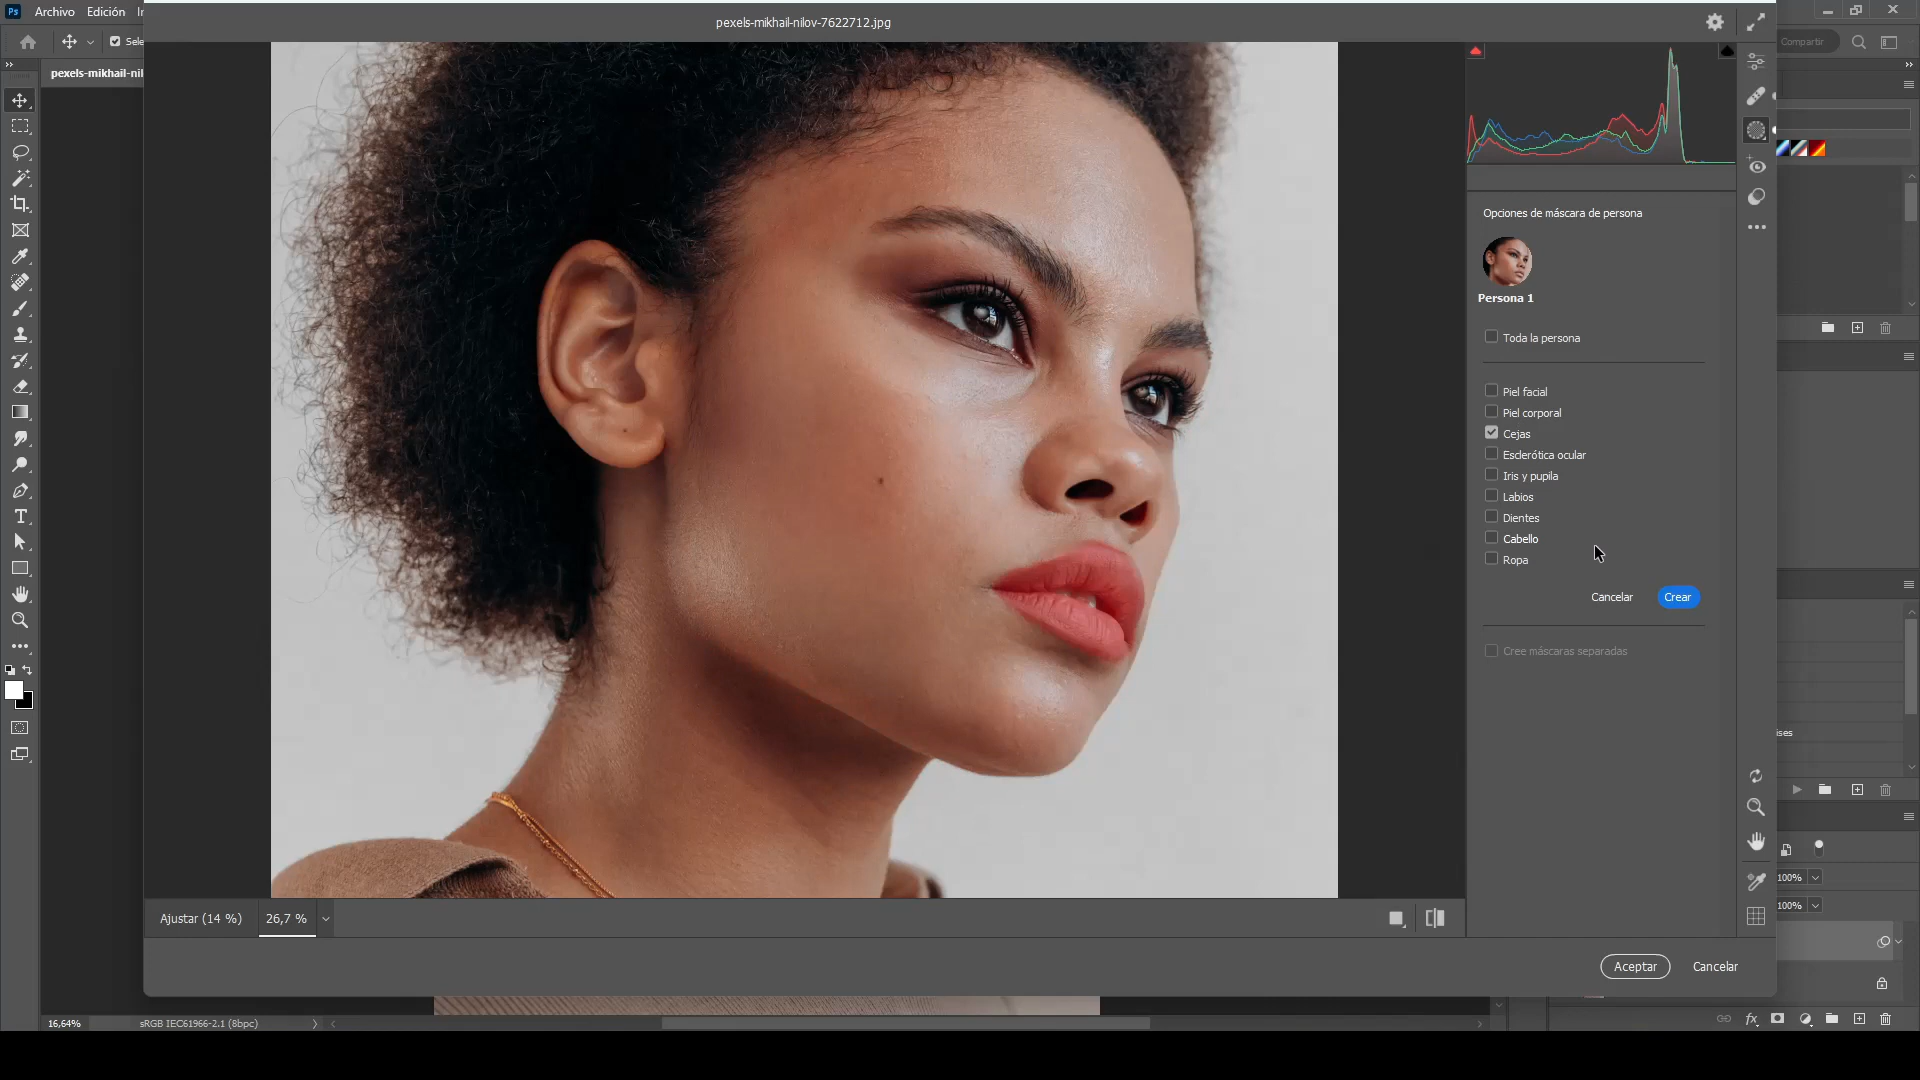 Ps Archivo Edición
pexels-mikhail-nilov-7622712.jpg
Compartir
pexels-mikhail-nil
Opciones de máscara de persona
Persona 1
Toda la persona
Piel facial
Piel corporal
Cejas
Esclerótica ocular
Iris y pupila
Labios
Dientes
Cabello
Ropa
Cancelar Crear
Cree máscaras separadas
100%
100%
Ajustar (14 %) 26,7 %
Aceptar Cancelar
16,64% sRGB IEC61966-2.1 (8bpc)
fx